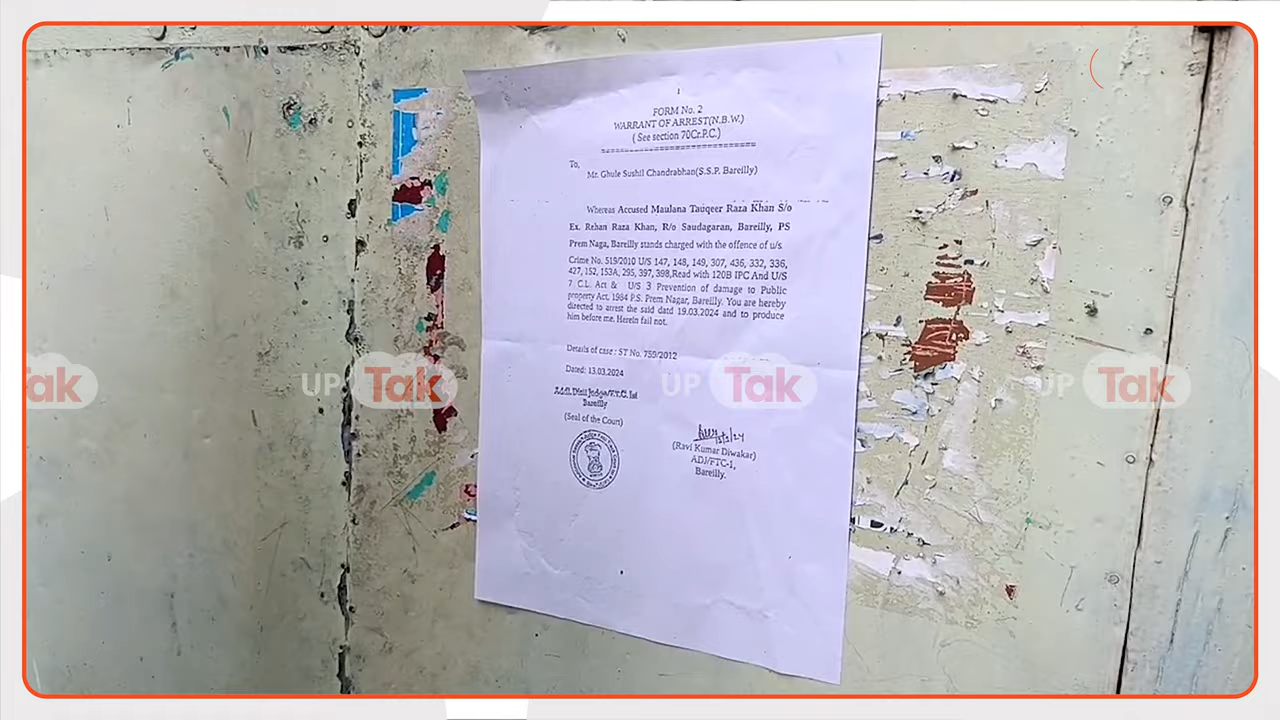 1
FORM No. 2
WARRANT OF ARREST(N.B.W.)
( See section 70Cr.P.C.)
To,
Mr. Ghule Sushil Chandrabhan(S.S.P. Bareilly)
Whereas Accused Maulana Tauqeer Raza Khan S/o
Ex. Rehan Raza Khan, R/o Saudagaran, Bareilly, PS
Prem Naga, Bareilly stands charged with the offence of u/s
Crime No. 519/2010 U/S 147, 148, 149, 307, 436, 332, 336,
427, 152, 153A, 295, 397, 398,Read with 120B IPC And U/S
7 C.L. Act & U/S 3 Prevention of damage to Public
property Act, 1984 P.S. Prem Nagar, Bareilly. You are hereby
directed to arrest the said datd 19.03.2024 and to produce
him before me. Herein fail not.
Details of case : ST No. 759/2012
Dated: 13.03.2024
Addl. Distt Judge/F.T.C. Ist
Bareilly
(Seal of the Court)
(Ravi Kumar Diwakar)
ADJ/FTC-1,
Bareilly.
Tak
UP Tak
UP Tak
UP Tak